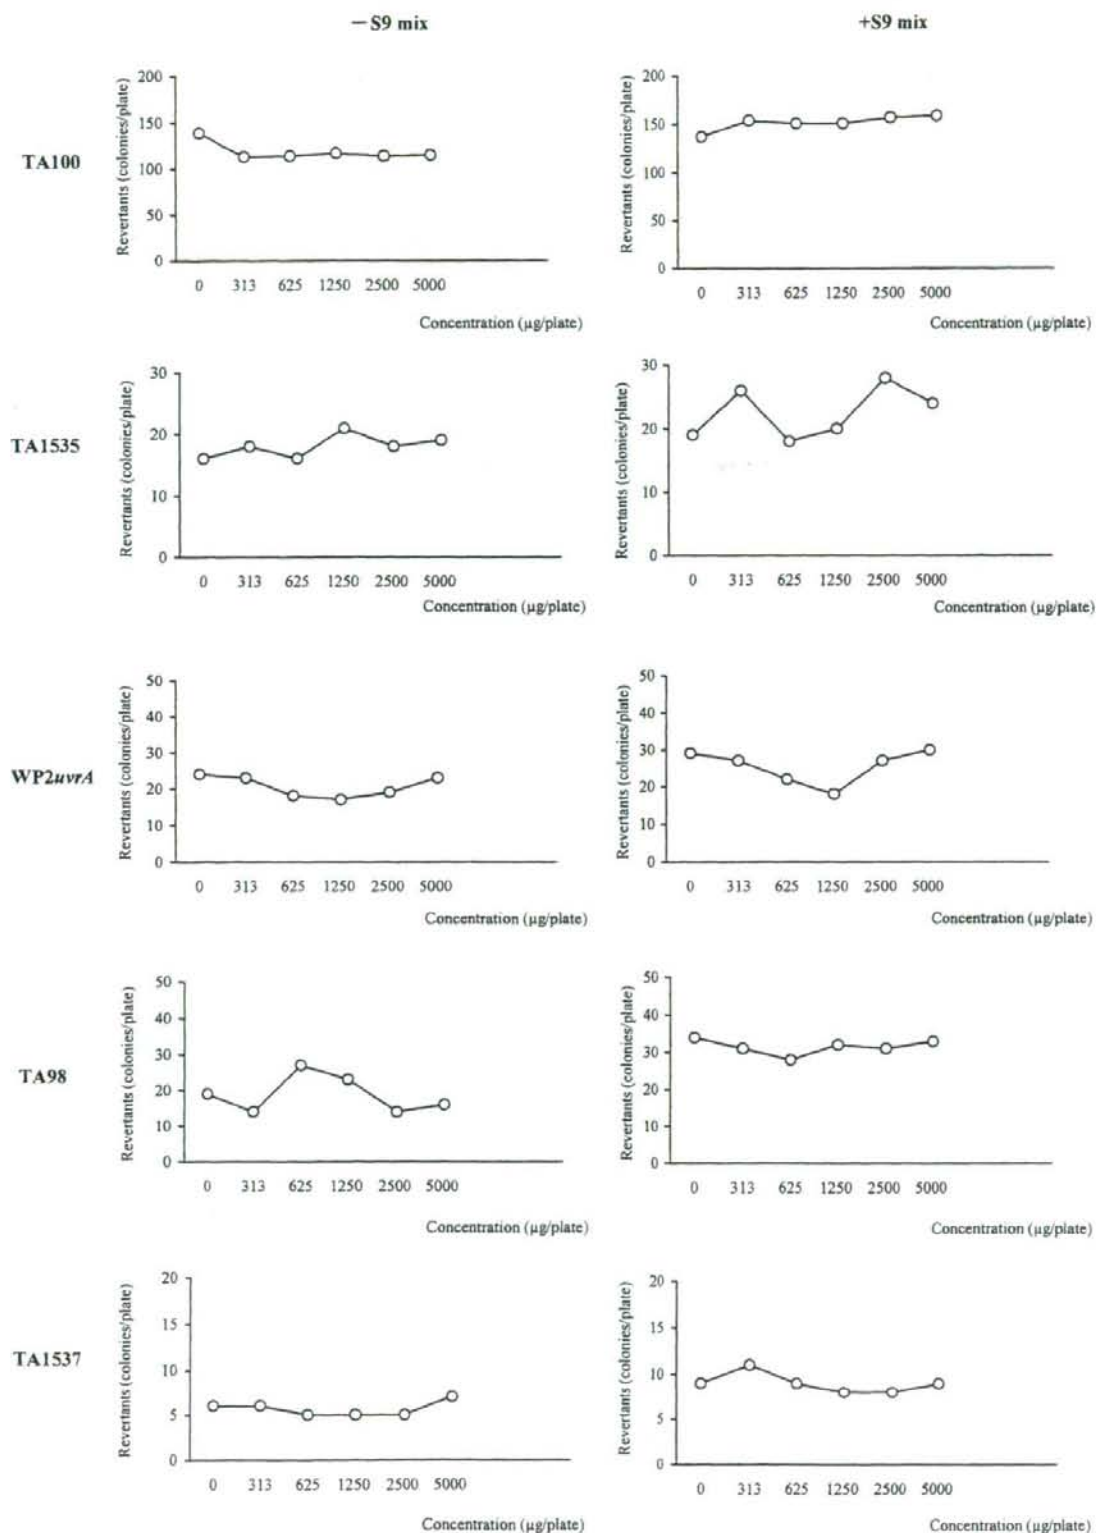 −S9 mix
+S9 mix
TA100
Revertants (colonies/plate)
200
150
100
50
0
0 313 625 1250 2500 5000
Concentration (µg/plate)
Revertants (colonies/plate)
200
150
100
50
0
0 313 625 1250 2500 5000
Concentration (µg/plate)
TA1535
Revertants (colonies/plate)
30
20
10
0
0 313 625 1250 2500 5000
Concentration (µg/plate)
Revertants (colonies/plate)
30
20
10
0
0 313 625 1250 2500 5000
Concentration (µg/plate)
WP2uvrA
Revertants (colonies/plate)
50
40
30
20
10
0
0 313 625 1250 2500 5000
Concentration (µg/plate)
Revertants (colonies/plate)
50
40
30
20
10
0
0 313 625 1250 2500 5000
Concentration (µg/plate)
TA98
Revertants (colonies/plate)
50
40
30
20
10
0
0 313 625 1250 2500 5000
Concentration (µg/plate)
Revertants (colonies/plate)
50
40
30
20
10
0
0 313 625 1250 2500 5000
Concentration (µg/plate)
TA1537
Revertants (colonies/plate)
20
15
10
5
0
0 313 625 1250 2500 5000
Concentration (µg/plate)
Revertants (colonies/plate)
20
15
10
5
0
0 313 625 1250 2500 5000
Concentration (µg/plate)